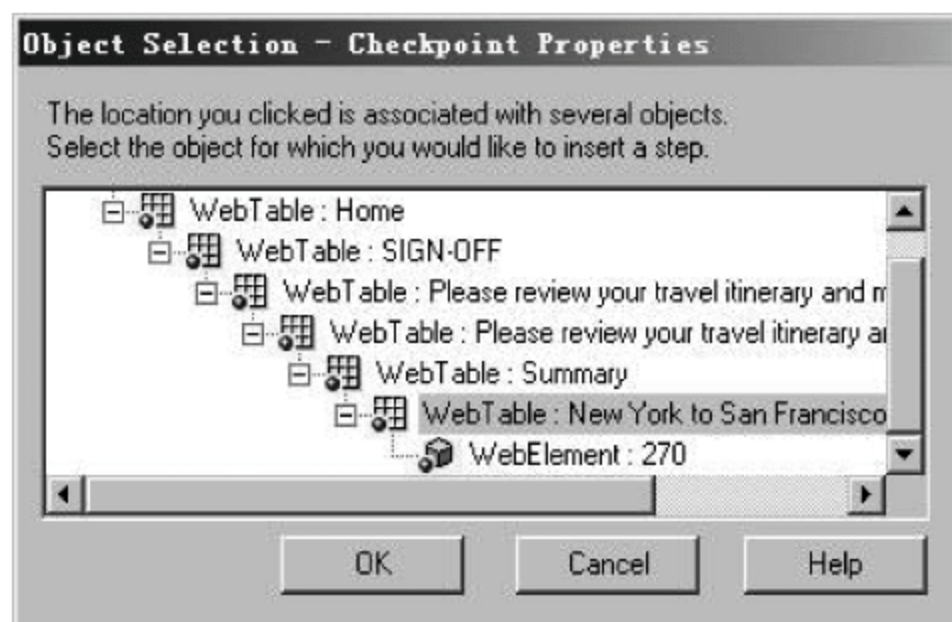 Object Selection - Checkpoint Properties
The location you clicked is associated with several objects.
Select the object for which you would like to insert a step.
WebTable : Home
WebTable : SIGN-OFF
WebTable : Please review your travel itinerary and m
WebTable : Please review your travel itinerary a
WebTable : Summary
WebTable : New York to San Francisco
WebElement : 270
OK Cancel Help